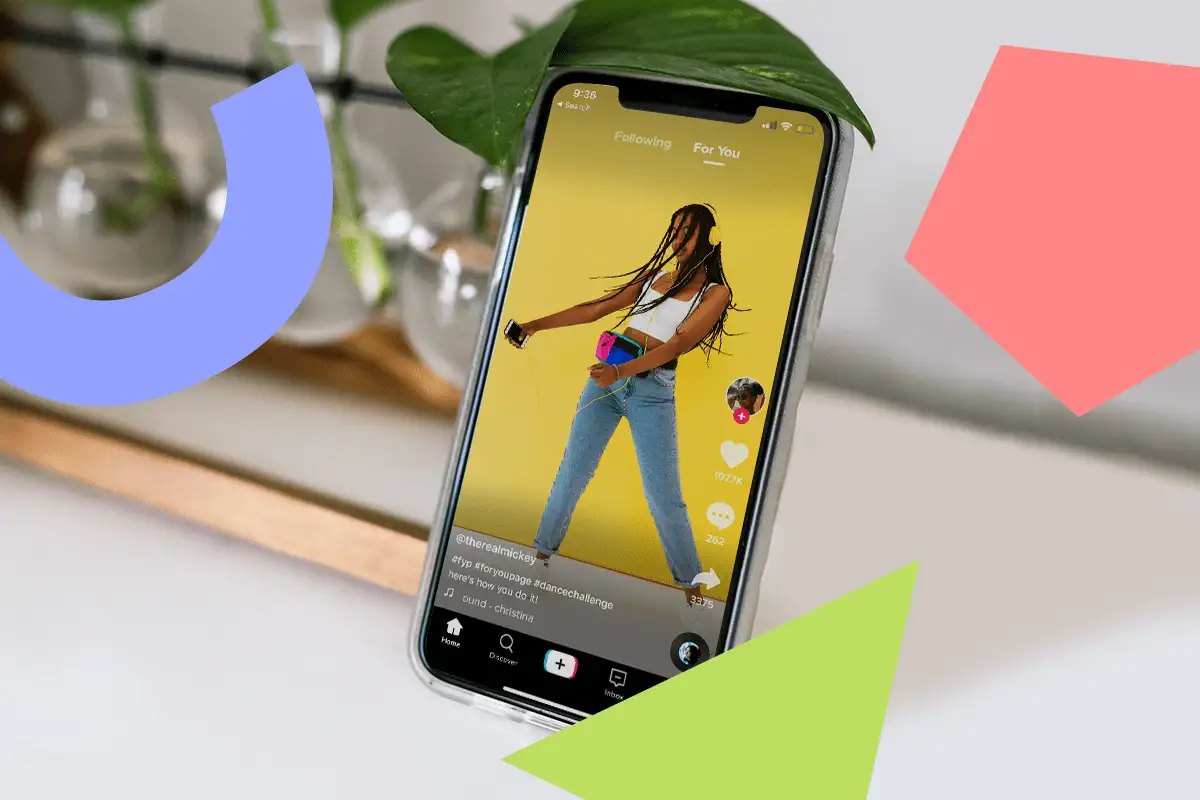 9:36
Search
Following For You
107.7K
262
3375
@therealmickey
#fyp #foryoupage #dancechallenge
here's how you do it!
ound - christina
Home
Discover
Inbox